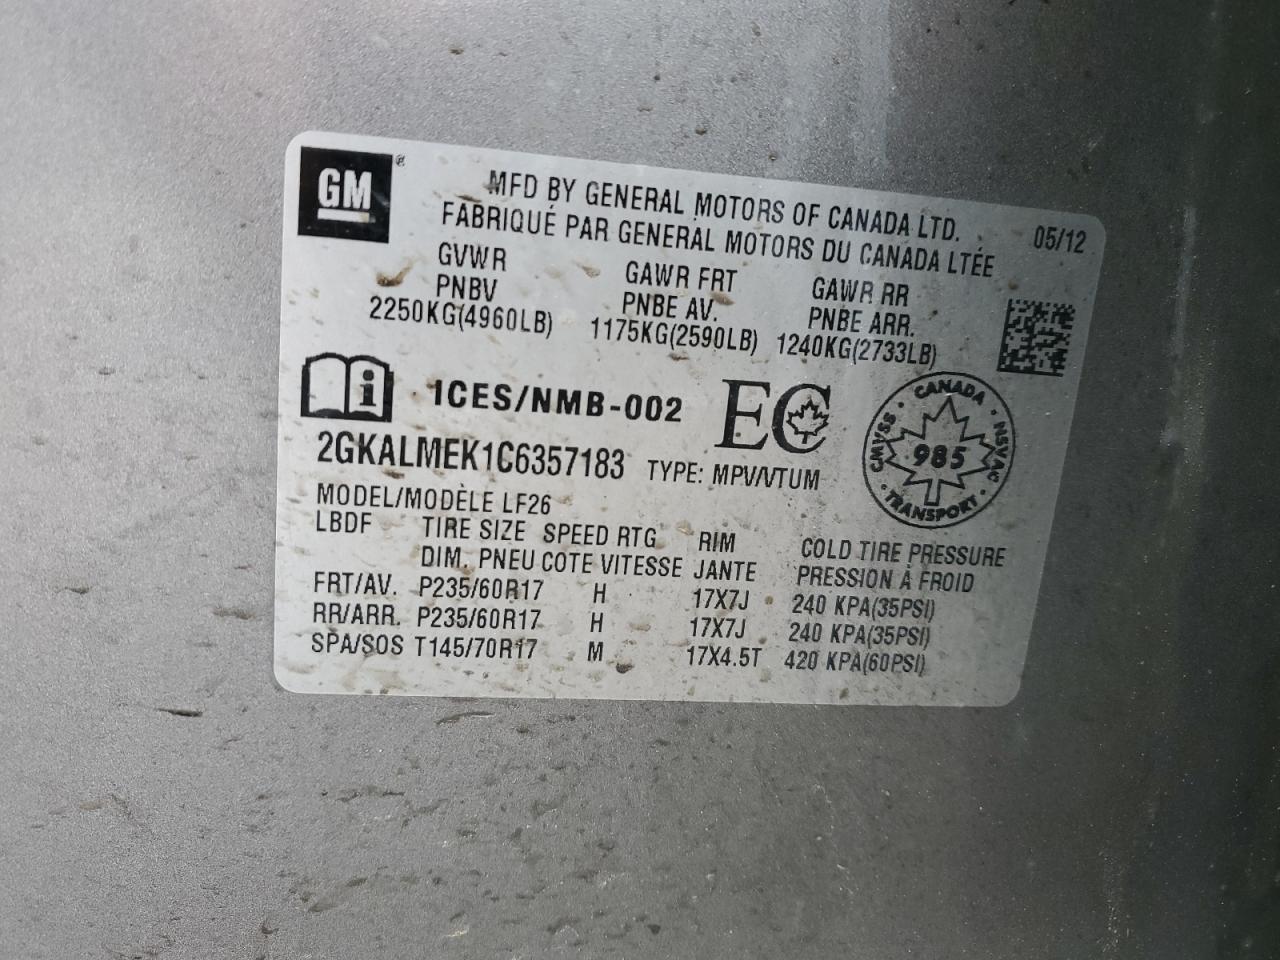 GM ®
MFD BY GENERAL MOTORS OF CANADA LTD.
FABRIQUÉ PAR GENERAL MOTORS DU CANADA LTÉE
05/12
GVWR GAWR FRT GAWR RR
PNBV PNBE AV. PNBE ARR.
2250KG(4960LB) 1175KG(2590LB) 1240KG(2733LB)
i ICES/NMB-002 EC
CANADA
CMVSS 985 NSVAC
TRANSPORT
2GKALMEK1C6357183 TYPE: MPV/VTUM
MODEL/MODÈLE LF26
LBDF TIRE SIZE SPEED RTG RIM COLD TIRE PRESSURE
DIM. PNEU COTE VITESSE JANTE PRESSION À FROID
FRT/AV. P235/60R17 H 17X7J 240 KPA(35PSI)
RR/ARR. P235/60R17 H 17X7J 240 KPA(35PSI)
SPA/SOS T145/70R17 M 17X4.5T 420 KPA(60PSI)